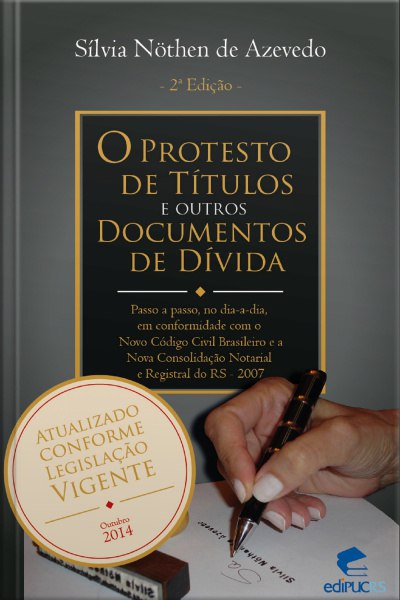 Sílvia Nöthen de Azevedo
- 2ª Edição -
O Protesto
de Títulos
e outros
Documentos
de Dívida
Passo a passo, no dia-a-dia,
em conformidade com o
Novo Código Civil Brasileiro e a
Nova Consolidação Notarial
e Registral do RS - 2007
Atualizado
conforme
Legislação
Vigente
Outubro
2014
Sílvia Nöthen
ediPUCRS